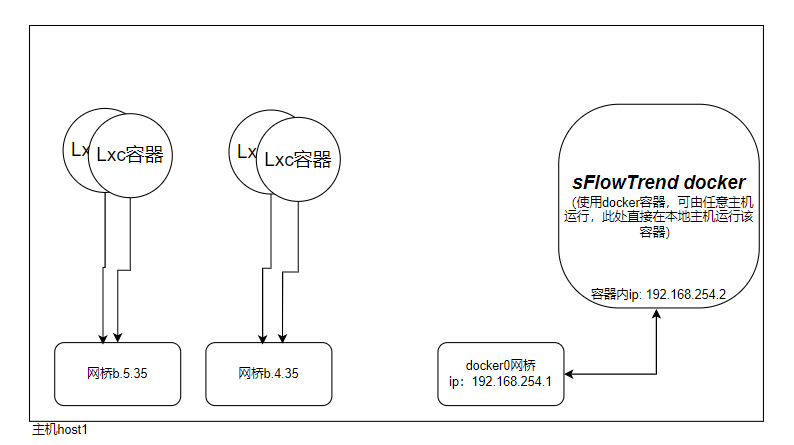 Lx
Lxc容器
Lx
Lxc容器
sFlowTrend docker
（使用docker容器，可由任意主机
运行，此处直接在本地主机运行该
容器）
容器内ip: 192.168.254.2
网桥b.5.35
网桥b.4.35
docker0网桥
ip：192.168.254.1
主机host1